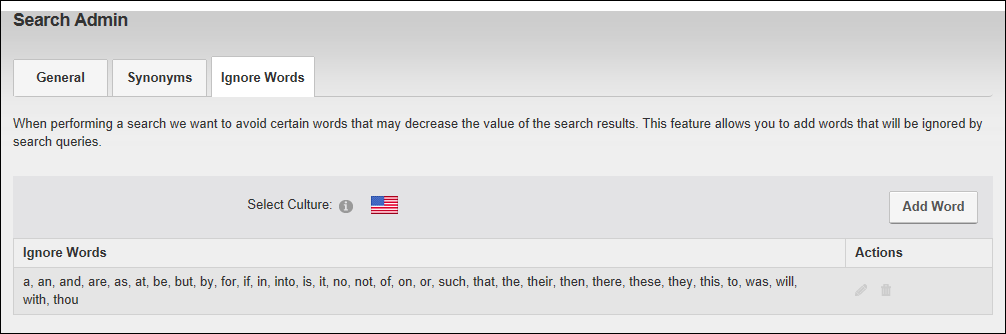 Search Admin
General Synonyms Ignore Words
When performing a search we want to avoid certain words that may decrease the value of the search results. This feature allows you to add words that will be ignored by
search queries.
Select Culture: Add Word
Ignore Words Actions
a, an, and, are, as, at, be, but, by, for, if, in, into, is, it, no, not, of, on, or, such, that, the, their, then, there, these, they, this, to, was, will,
with, thou